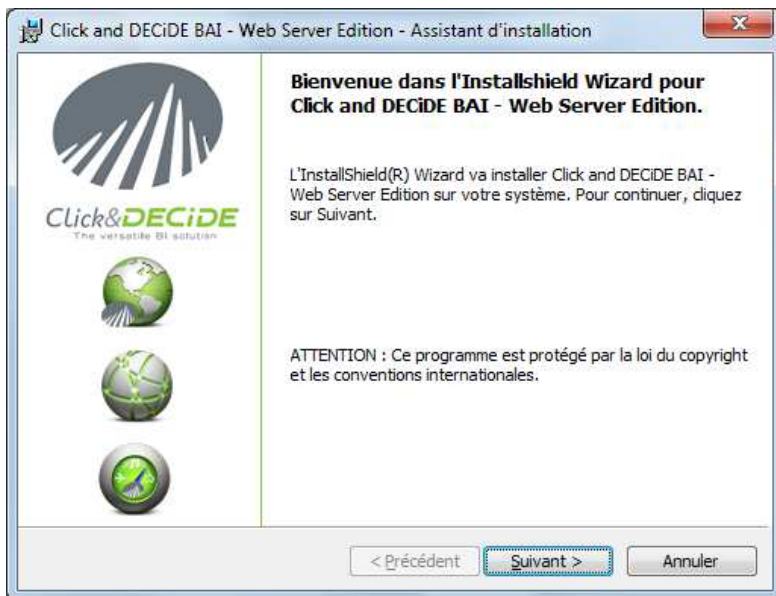 Click and DECiDE BAI - Web Server Edition - Assistant d'installation
Bienvenue dans l'Installshield Wizard pour
Click and DECiDE BAI - Web Server Edition.
L'InstallShield(R) Wizard va installer Click and DECiDE BAI -
Web Server Edition sur votre système. Pour continuer, cliquez
sur Suivant.
Click&DECiDE
The versatile BI solution
ATTENTION : Ce programme est protégé par la loi du copyright
et les conventions internationales.
< Précédent
Suivant >
Annuler